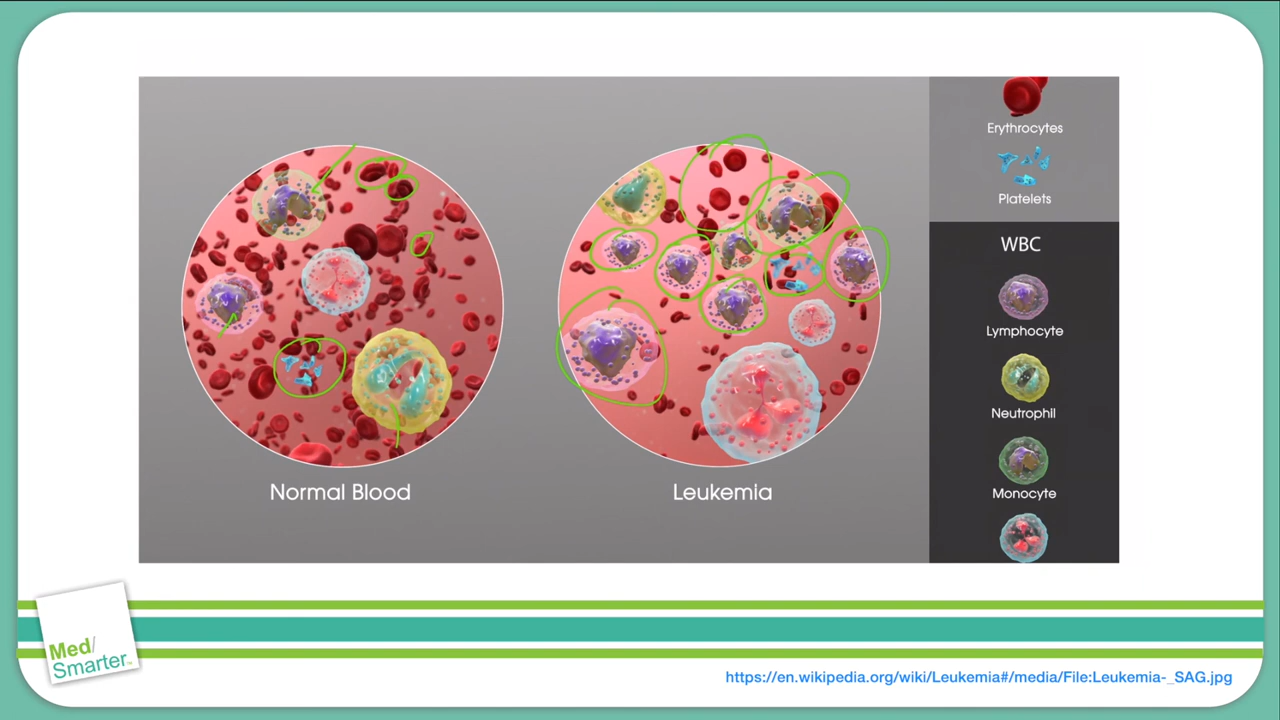 Erythrocytes
Platelets
WBC
Lymphocyte
Neutrophil
Monocyte
Normal Blood
Leukemia
Med/
Smarter™
https://en.wikipedia.org/wiki/Leukemia#/media/File:Leukemia-_SAG.jpg